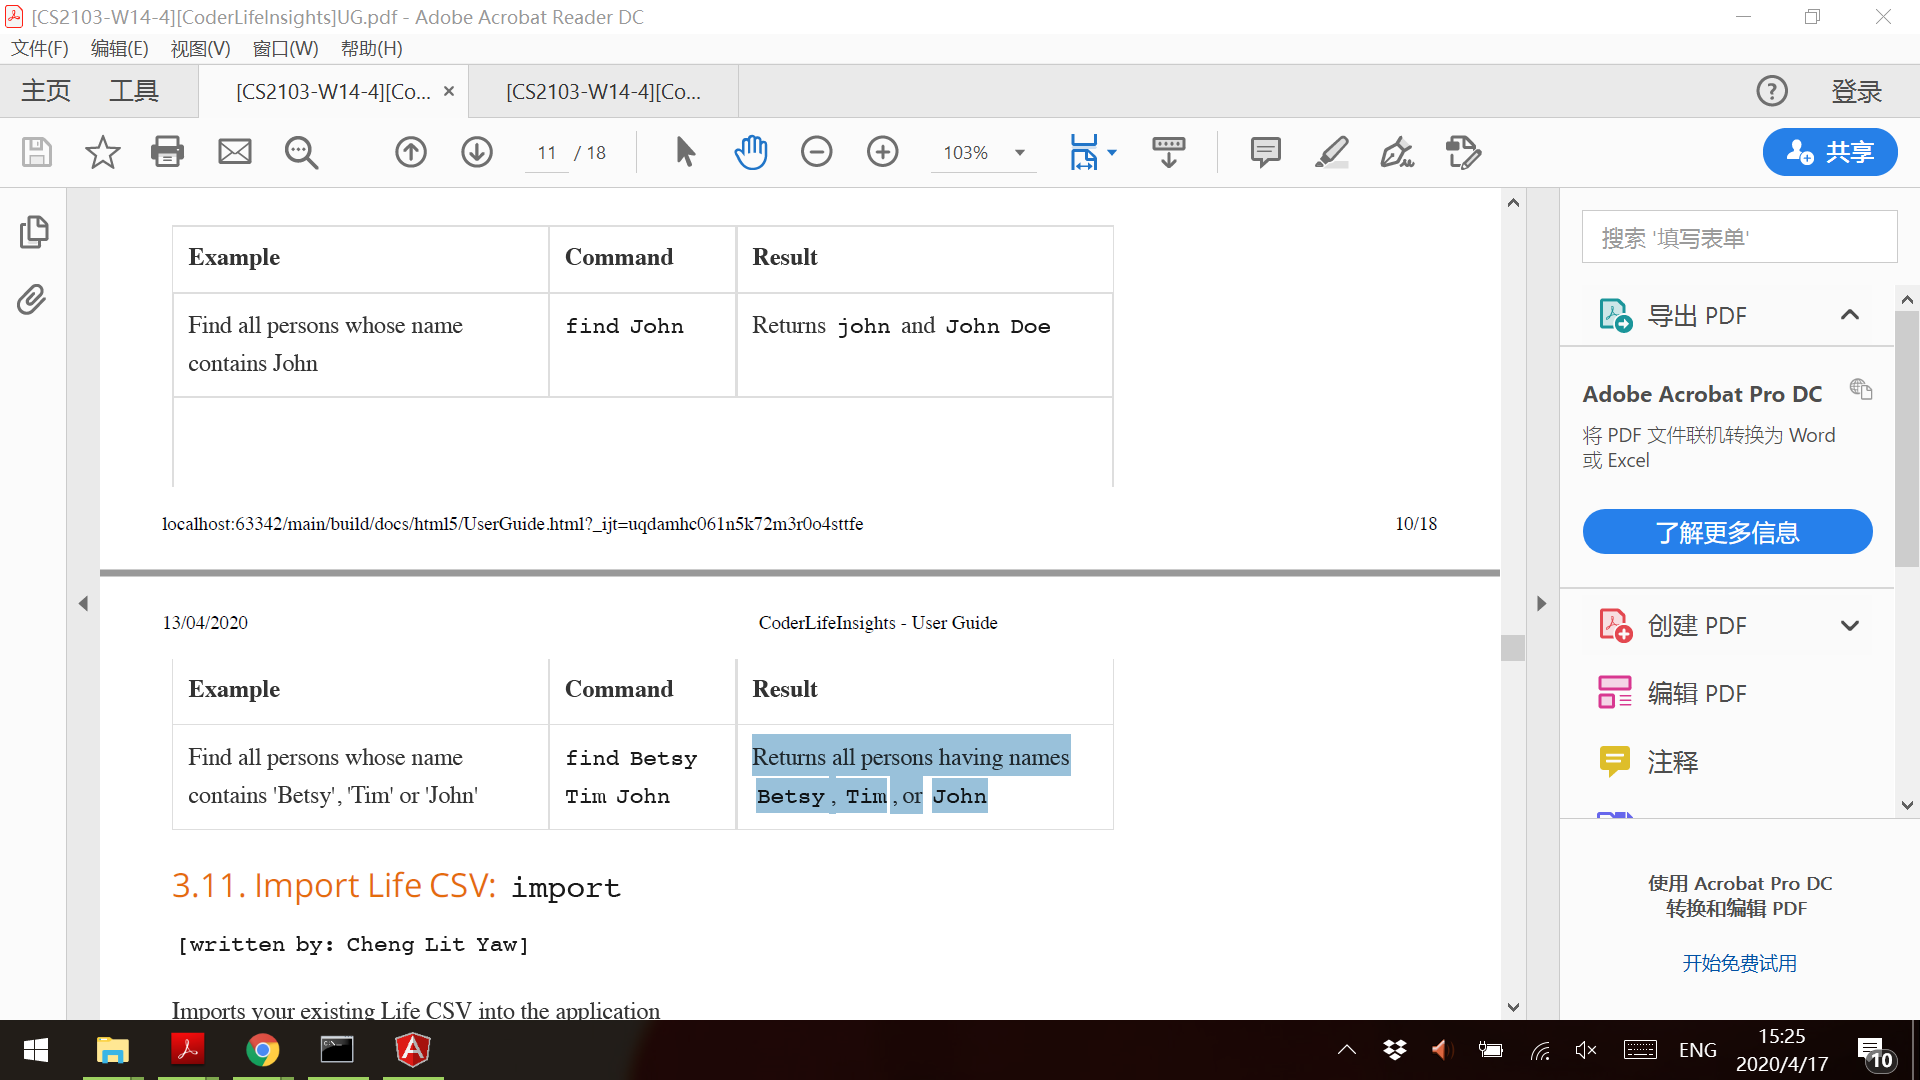 [CS2103-W14-4][CoderLifeInsights]UG.pdf - Adobe Acrobat Reader DC
文件(F) 编辑(E) 视图(V) 窗口(W) 帮助(H)
主页 工具 [CS2103-W14-4][Co... × [CS2103-W14-4][Co... 登录
11 / 18 103% 共享
搜索 '填写表单'
Example Command Result
Find all persons whose name contains John find John Returns john and John Doe
localhost:63342/main/build/docs/html5/UserGuide.html?_ijt=uqdamhc061n5k72m3r0o4sttfe 10/18
13/04/2020 CoderLifeInsights - User Guide
Example Command Result
Find all persons whose name find Betsy Returns all persons having names
contains 'Betsy', 'Tim' or 'John' Tim John Betsy , Tim , or John
3.11. Import Life CSV: import
[written by: Cheng Lit Yaw]
Imports your existing Life CSV into the application
导出 PDF
Adobe Acrobat Pro DC
将 PDF 文件联机转换为 Word
或 Excel
了解更多信息
创建 PDF
编辑 PDF
注释
使用 Acrobat Pro DC
转换和编辑 PDF
开始免费试用
ENG 15:25
2020/4/17 10